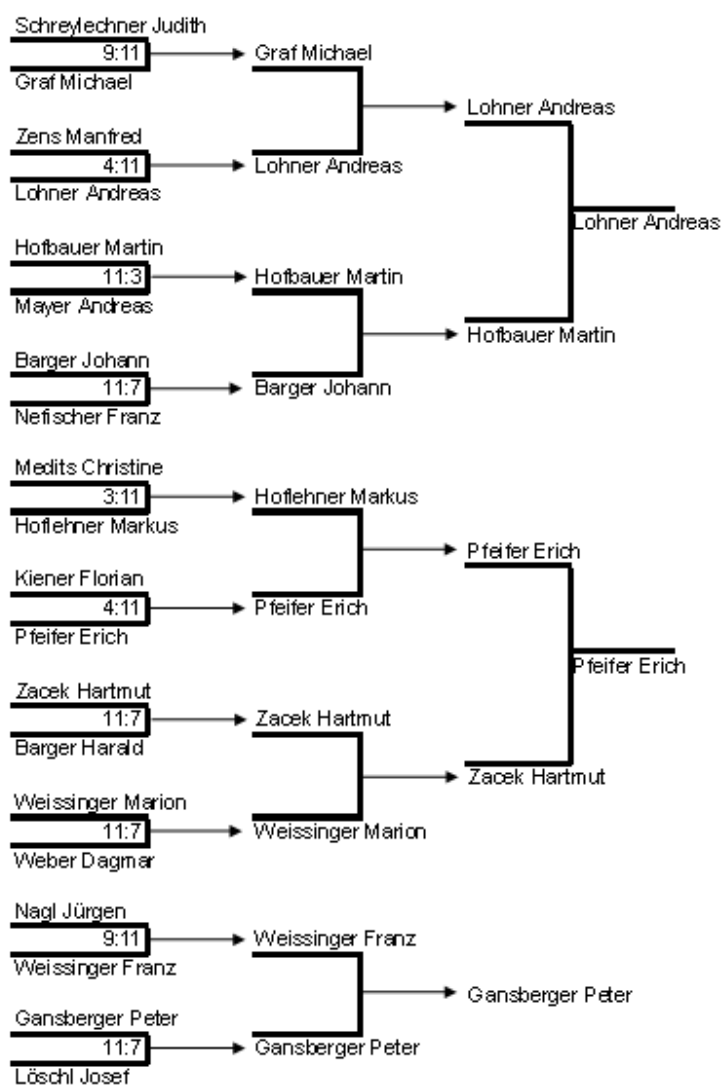 Schreylechner Judith
9:11
Graf Michael
Graf Michael
Zens Manfred
4:11
Lohner Andreas
Lohner Andreas
Lohner Andreas
Lohner Andreas
Hofbauer Martin
11:3
Mayer Andreas
Hofbauer Martin
Hofbauer Martin
Barger Johann
11:7
Nefischer Franz
Barger Johann
Medits Christine
3:11
Hoflehner Markus
Hoflehner Markus
Pfeifer Erich
Kiener Florian
4:11
Pfeifer Erich
Pfeifer Erich
Pfeifer Erich
Zacek Hartmut
11:7
Barger Harald
Zacek Hartmut
Zacek Hartmut
Weissinger Marion
11:7
Weber Dagmar
Weissinger Marion
Nagl Jürgen
9:11
Weissinger Franz
Weissinger Franz
Gansberger Peter
Gansberger Peter
11:7
Löschl Josef
Gansberger Peter